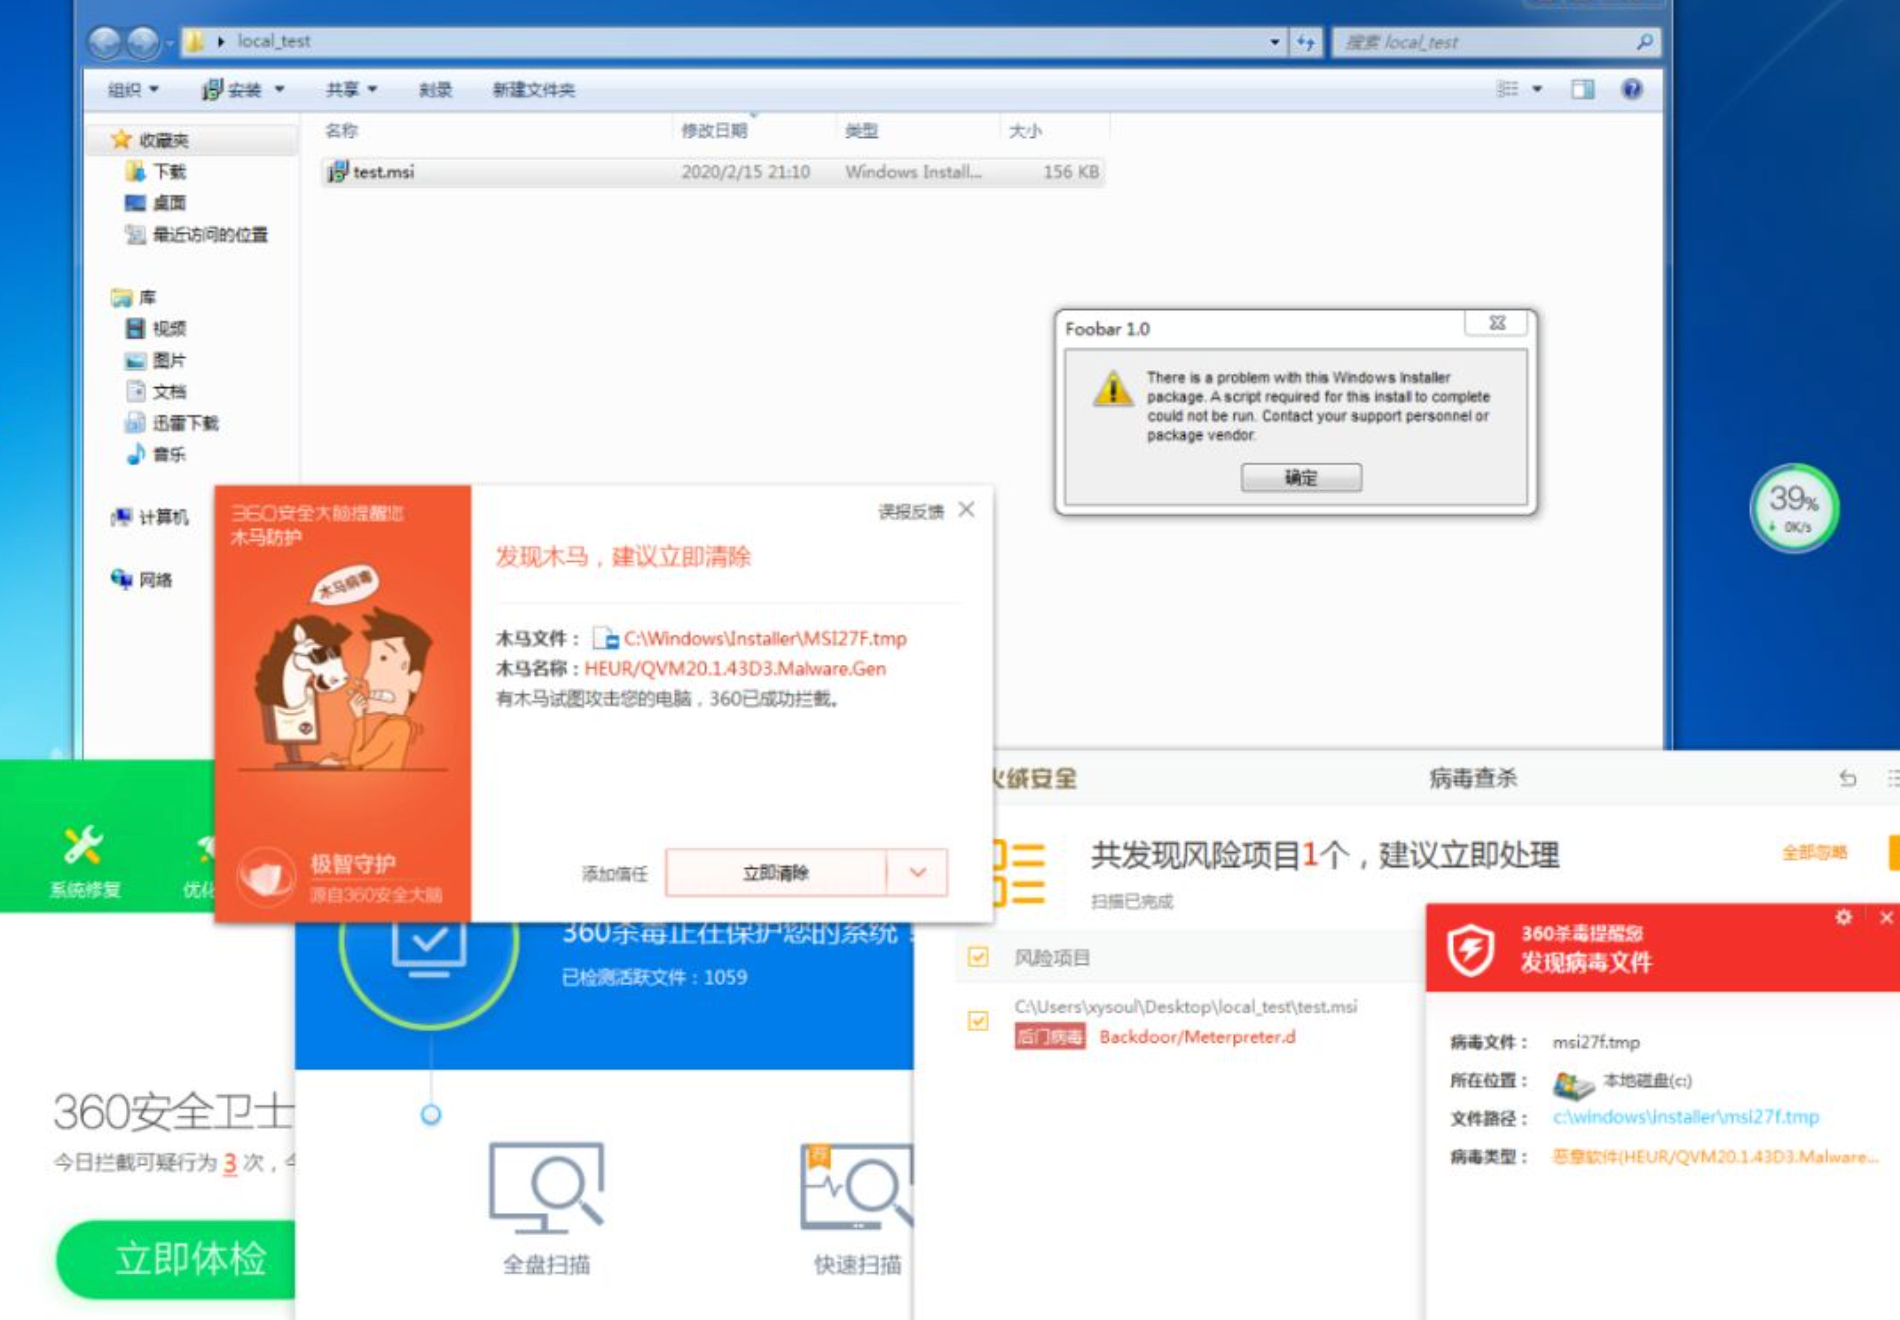 local_test
搜索 local_test
组织
安装
共享
刻录
新建文件夹
名称
修改日期
类型
大小
收藏夹
下载
桌面
最近访问的位置
test.msi
2020/2/15 21:10
Windows Install...
156 KB
库
视频
图片
文档
迅雷下载
音乐
计算机
网络
Foobar 1.0
There is a problem with this Windows Installer
package. A script required for this install to complete
could not be run. Contact your support personnel or
package vendor.
确定
39%
0K/s
360安全大脑提醒您
木马防护
木马病毒
误报反馈
发现木马，建议立即清除
木马文件： C:\Windows\Installer\MSI27F.tmp
木马名称：HEUR/QVM20.1.43D3.Malware.Gen
有木马试图攻击您的电脑，360已成功拦截。
极智守护
源自360安全大脑
添加信任
立即清除
系统修复
优化
360安全卫士
今日拦截可疑行为 3 次，
立即体检
360杀毒正在保护您的系统
已检测活跃文件：1059
全盘扫描
荐
快速扫描
火绒安全
病毒查杀
共发现风险项目1个，建议立即处理
全部忽略
扫描已完成
风险项目
C:\Users\xysoul\Desktop\local_test\test.msi
后门病毒 Backdoor/Meterpreter.d
360杀毒提醒您
发现病毒文件
病毒文件： msi27f.tmp
所在位置： 本地磁盘(c:)
文件路径： c:\windows\installer\msi27f.tmp
病毒类型： 恶意软件(HEUR/QVM20.1.43D3.Malware...